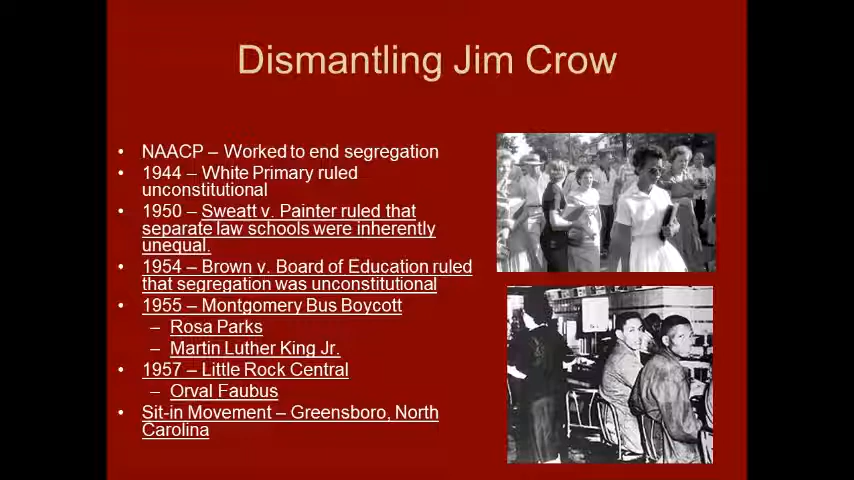 Dismantling Jim Crow
• NAACP – Worked to end segregation
• 1944 – White Primary ruled
unconstitutional
• 1950 – Sweatt v. Painter ruled that
separate law schools were inherently
unequal.
• 1954 – Brown v. Board of Education ruled
that segregation was unconstitutional
• 1955 – Montgomery Bus Boycott
– Rosa Parks
– Martin Luther King Jr.
• 1957 – Little Rock Central
– Orval Faubus
• Sit-in Movement – Greensboro, North
Carolina